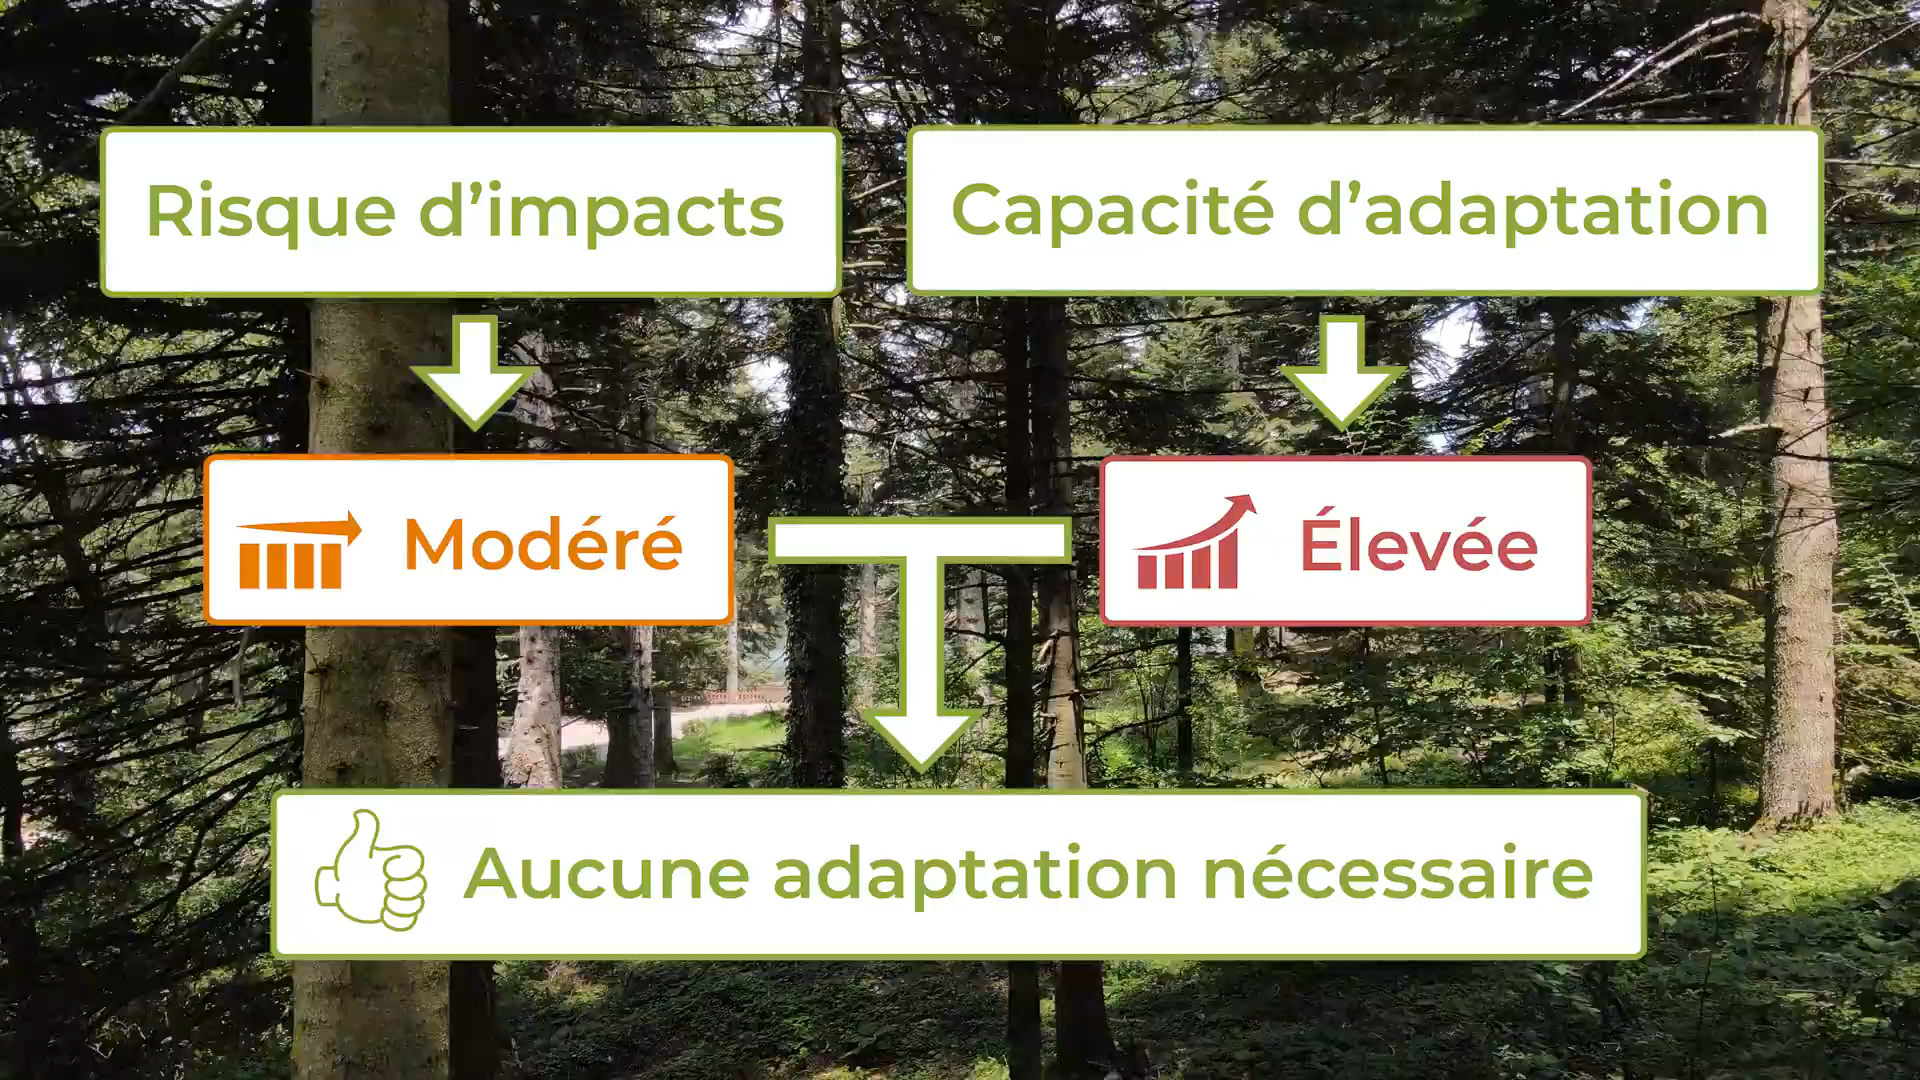 Risque d’impacts
Capacité d’adaptation
Modéré
Élevée
Aucune adaptation nécessaire